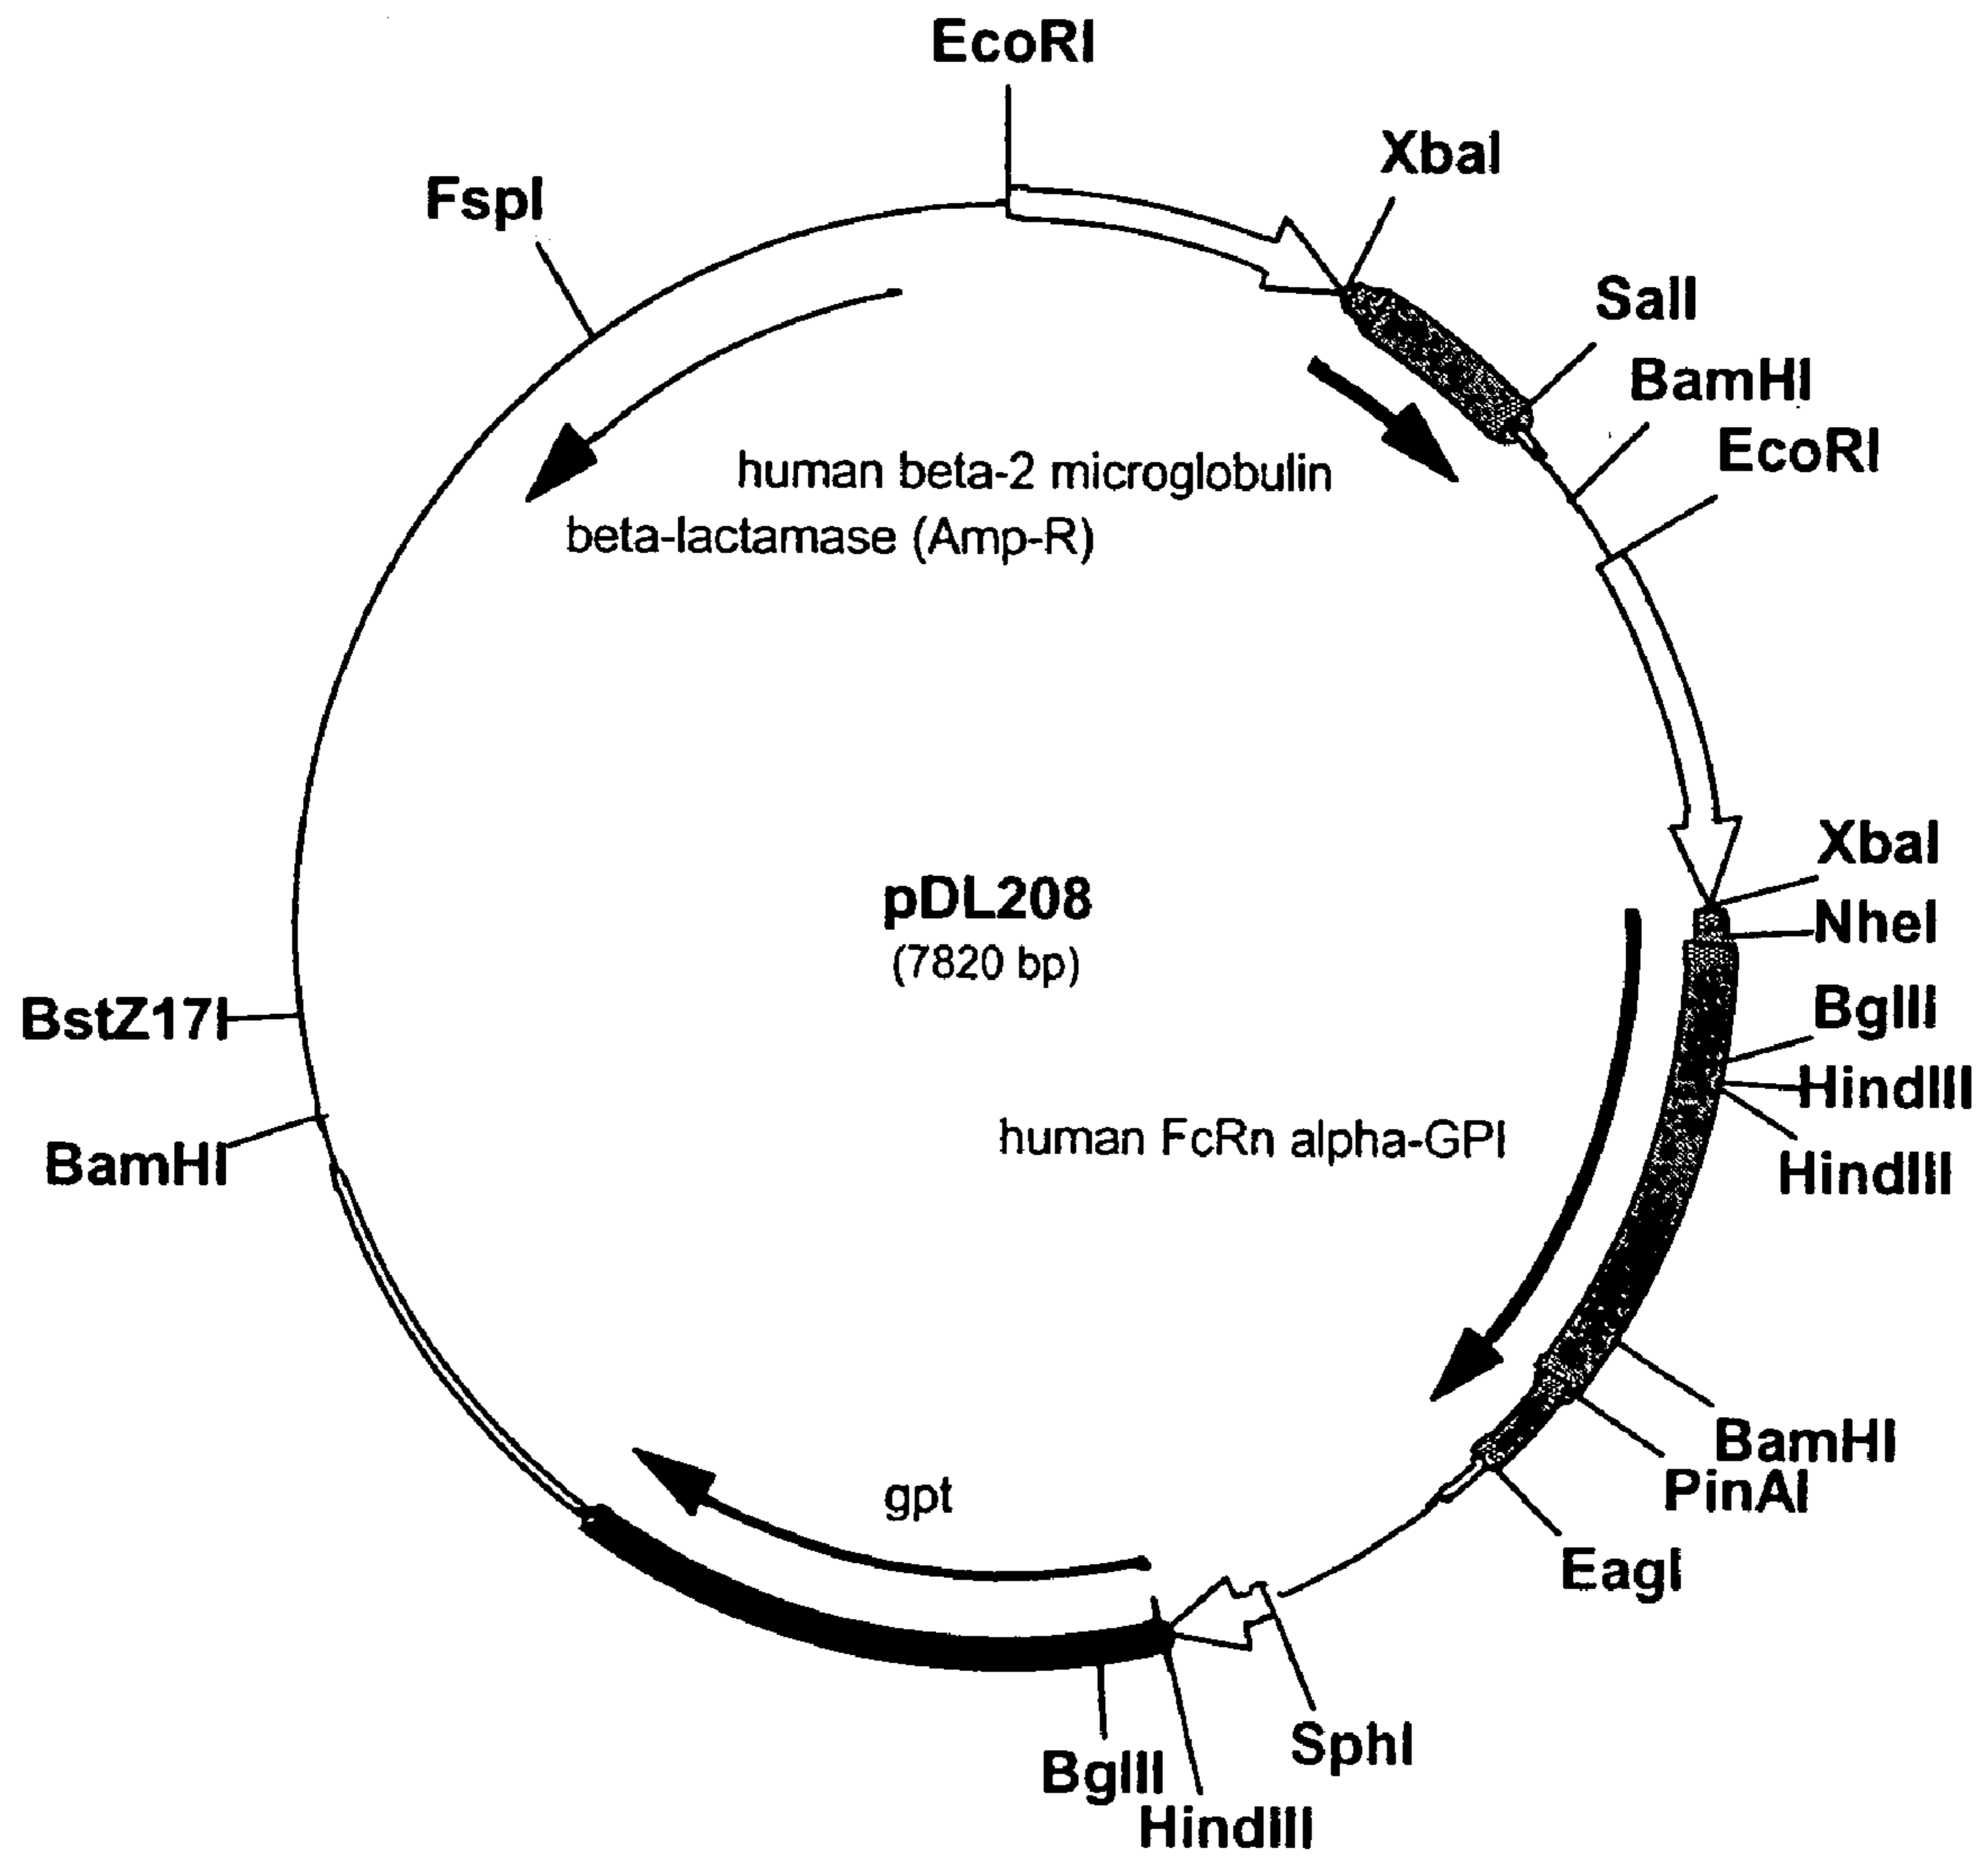 EcoRI
XbaI
FspI
SalI
BamHI
EcoRI
human beta-2 microglobulin
beta-lactamase (Amp-R)
XbaI
pDL208
NheI
(7820 bp)
BstZ17I
BglII
HindIII
human FcRn alpha-GPI
BamHI
HindIII
BamHI
PinAI
gpt
EagI
SphI
BglII
HindIII